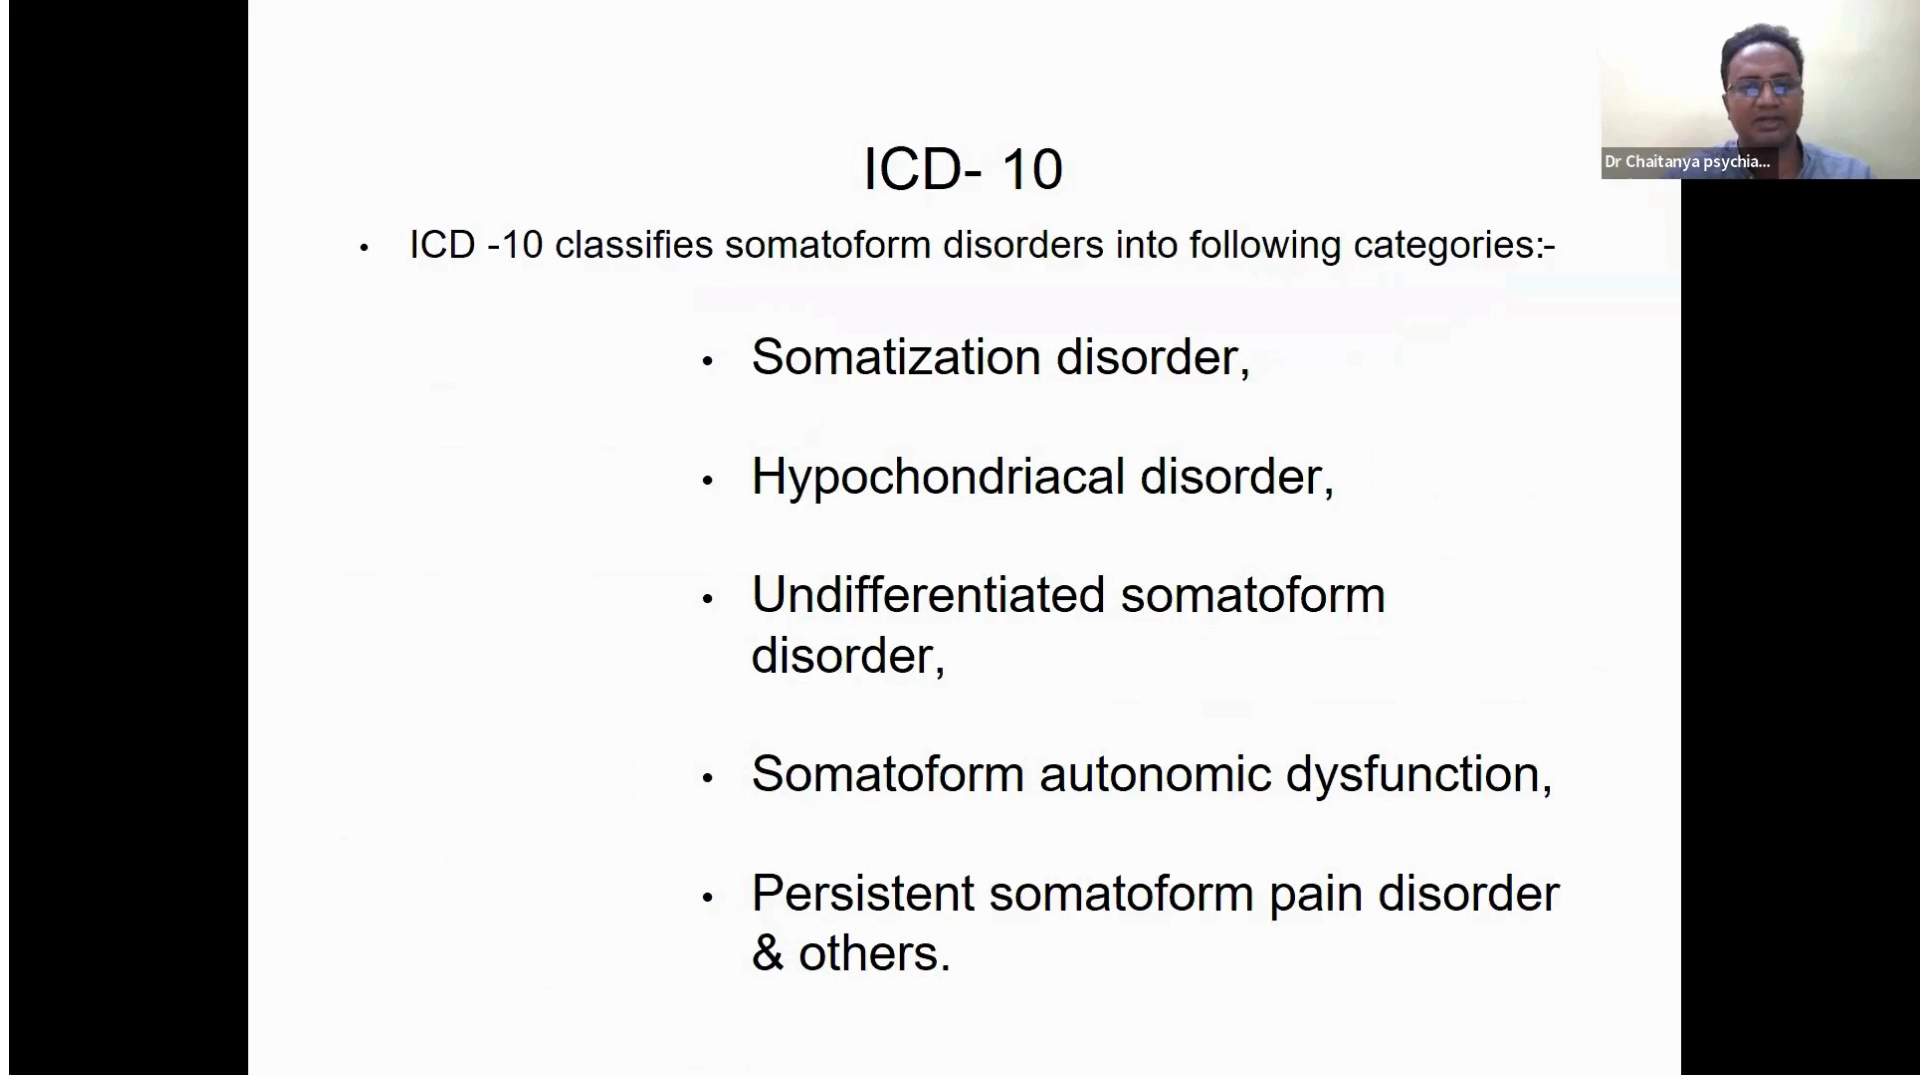 ICD- 10
• ICD -10 classifies somatoform disorders into following categories:-
• Somatization disorder,
• Hypochondriacal disorder,
• Undifferentiated somatoform
disorder,
• Somatoform autonomic dysfunction,
• Persistent somatoform pain disorder
& others.
Dr Chaitanya psychia...